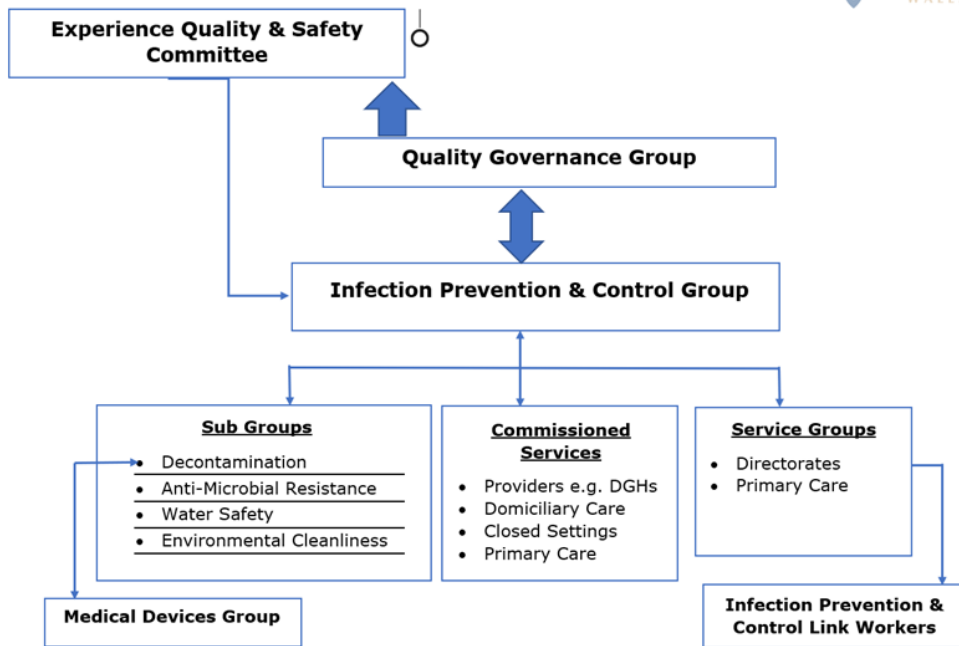 Experience Quality & Safety
Committee
Quality Governance Group
Infection Prevention & Control Group
Sub Groups
• Decontamination
• Anti-Microbial Resistance
• Water Safety
• Environmental Cleanliness
Commissioned
Services
• Providers e.g. DGHs
• Domiciliary Care
• Closed Settings
• Primary Care
Service Groups
• Directorates
• Primary Care
Medical Devices Group
Infection Prevention &
Control Link Workers